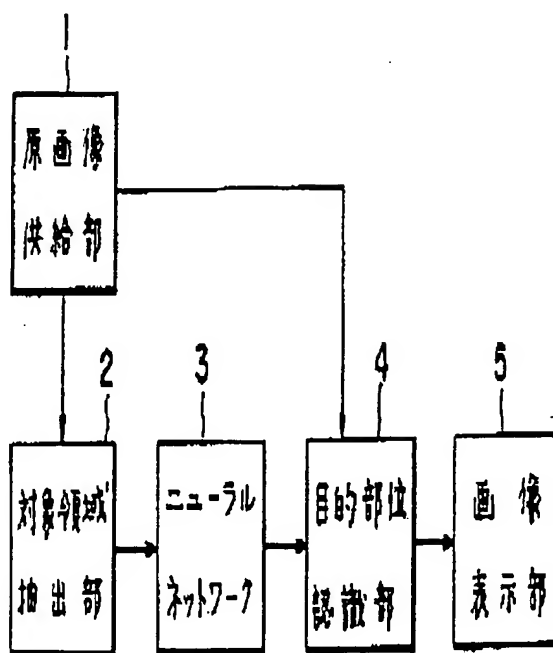 1
原画像
供給部
2
対象領域
抽出部
3
ニューラル
ネットワーク
4
目的部位
認識部
5
画像
表示部